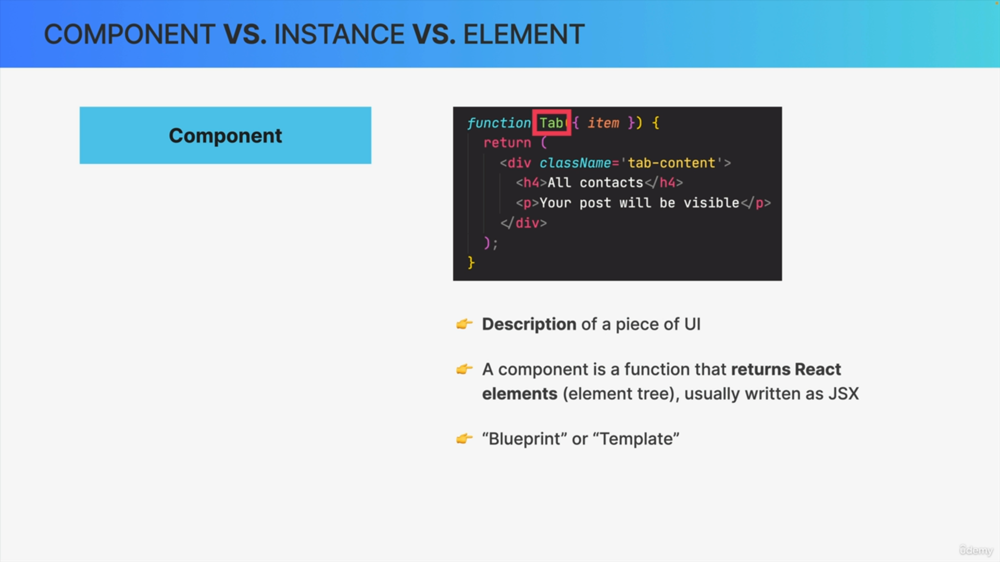 COMPONENT VS. INSTANCE VS. ELEMENT
Component
function Tab({ item }) {
return (
<div className='tab-content'>
<h4>All contacts</h4>
<p>Your post will be visible</p>
</div>
);
}
👉 Description of a piece of UI
👉 A component is a function that returns React
elements (element tree), usually written as JSX
👉 “Blueprint” or “Template”
ûdemy